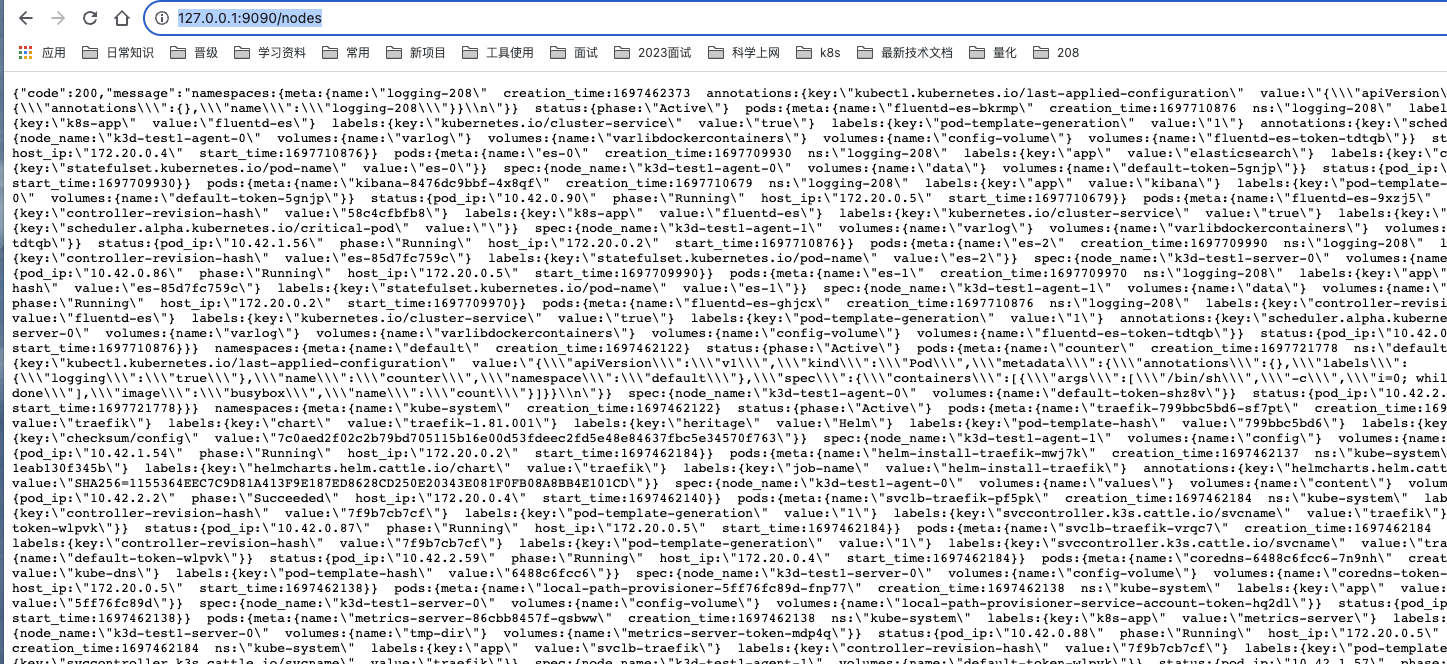 127.0.0.1:9090/nodes
应用 日常知识 晋级 学习资料 常用 新项目 工具使用 面试 2023面试 科学上网 k8s 最新技术文档 量化 208
{"code":200,"message":"namespaces:{meta:{name:\"logging-208\"  creation_time:1697462373  annotations:{key:\"kubectl.kubernetes.io/last-applied-configuration\"  value:\"{\\\"apiVersion\
{\\\"annotations\\\":{},\\\"name\\\":\\\"logging-208\\\"}}\\n\"}}  status:{phase:\"Active\"}  pods:{meta:{name:\"fluentd-es-bkrmp\"  creation_time:1697710876  ns:\"logging-208\"  label
{key:\"k8s-app\"  value:\"fluentd-es\"}  labels:{key:\"kubernetes.io/cluster-service\"  value:\"true\"}  labels:{key:\"pod-template-generation\"  value:\"1\"}  annotations:{key:\"sched
{node_name:\"k3d-test1-agent-0\"  volumes:{name:\"varlog\"}  volumes:{name:\"varlibdockercontainers\"}  volumes:{name:\"config-volume\"}  volumes:{name:\"fluentd-es-token-tdtqb\"}}  st
host_ip:\"172.20.0.4\"  start_time:1697710876}}  pods:{meta:{name:\"es-0\"  creation_time:1697709930  ns:\"logging-208\"  labels:{key:\"app\"  value:\"elasticsearch\"}  labels:{key:\"c
{key:\"statefulset.kubernetes.io/pod-name\"  value:\"es-0\"}}  spec:{node_name:\"k3d-test1-agent-0\"  volumes:{name:\"data\"}  volumes:{name:\"default-token-5gnjp\"}}  status:{pod_ip:\
start_time:1697709930}}  pods:{meta:{name:\"kibana-8476dc9bbf-4x8qf\"  creation_time:1697710679  ns:\"logging-208\"  labels:{key:\"app\"  value:\"kibana\"}  labels:{key:\"pod-template-
0\"  volumes:{name:\"default-token-5gnjp\"}}  status:{pod_ip:\"10.42.0.90\"  phase:\"Running\"  host_ip:\"172.20.0.5\"  start_time:1697710679}}  pods:{meta:{name:\"fluentd-es-9xzj5\"
{key:\"controller-revision-hash\"  value:\"58c4cfbfb8\"}  labels:{key:\"k8s-app\"  value:\"fluentd-es\"}  labels:{key:\"kubernetes.io/cluster-service\"  value:\"true\"}  labels:{key:\"
{key:\"scheduler.alpha.kubernetes.io/critical-pod\"  value:\"\"}}  spec:{node_name:\"k3d-test1-agent-1\"  volumes:{name:\"varlog\"}  volumes:{name:\"varlibdockercontainers\"}  volumes:
tdtqb\"}}  status:{pod_ip:\"10.42.1.56\"  phase:\"Running\"  host_ip:\"172.20.0.2\"  start_time:1697710876}}  pods:{meta:{name:\"es-2\"  creation_time:1697709990  ns:\"logging-208\"  l
{key:\"controller-revision-hash\"  value:\"es-85d7fc759c\"}  labels:{key:\"statefulset.kubernetes.io/pod-name\"  value:\"es-2\"}}  spec:{node_name:\"k3d-test1-server-0\"  volumes:{name
{pod_ip:\"10.42.0.86\"  phase:\"Running\"  host_ip:\"172.20.0.5\"  start_time:1697709990}}  pods:{meta:{name:\"es-1\"  creation_time:1697709970  ns:\"logging-208\"  labels:{key:\"app\"
hash\"  value:\"es-85d7fc759c\"}  labels:{key:\"statefulset.kubernetes.io/pod-name\"  value:\"es-1\"}}  spec:{node_name:\"k3d-test1-agent-1\"  volumes:{name:\"data\"}  volumes:{name:\"
phase:\"Running\"  host_ip:\"172.20.0.2\"  start_time:1697709970}}  pods:{meta:{name:\"fluentd-es-ghjcx\"  creation_time:1697710876  ns:\"logging-208\"  labels:{key:\"controller-revisi
value:\"fluentd-es\"}  labels:{key:\"kubernetes.io/cluster-service\"  value:\"true\"}  labels:{key:\"pod-template-generation\"  value:\"1\"}  annotations:{key:\"scheduler.alpha.kuberne
server-0\"  volumes:{name:\"varlog\"}  volumes:{name:\"varlibdockercontainers\"}  volumes:{name:\"config-volume\"}  volumes:{name:\"fluentd-es-token-tdtqb\"}}  status:{pod_ip:\"10.42.0
start_time:1697710876}}}  namespaces:{meta:{name:\"default\"  creation_time:1697462122}  status:{phase:\"Active\"}  pods:{meta:{name:\"counter\"  creation_time:1697721778  ns:\"default
{key:\"kubectl.kubernetes.io/last-applied-configuration\"  value:\"{\\\"apiVersion\\\":\\\"v1\\\",\\\"kind\\\":\\\"Pod\\\",\\\"metadata\\\":{\\\"annotations\\\":{},\\\"labels\\\":
{\\\"logging\\\":\\\"true\\\"},\\\"name\\\":\\\"counter\\\",\\\"namespace\\\":\\\"default\\\"},\\\"spec\\\":{\\\"containers\\\":[{\\\"args\\\":[\\\"/bin/sh\\\",\\\"-c\\\",\\\"i=0; whil
done\\\"],\\\"image\\\":\\\"busybox\\\",\\\"name\\\":\\\"count\\\"}]}}\\n\"}}  spec:{node_name:\"k3d-test1-agent-0\"  volumes:{name:\"default-token-shz8v\"}}  status:{pod_ip:\"10.42.2.
start_time:1697721778}}}  namespaces:{meta:{name:\"kube-system\"  creation_time:1697462122}  status:{phase:\"Active\"}  pods:{meta:{name:\"traefik-799bbc5bd6-sf7pt\"  creation_time:169
value:\"traefik\"}  labels:{key:\"chart\"  value:\"traefik-1.81.001\"}  labels:{key:\"heritage\"  value:\"Helm\"}  labels:{key:\"pod-template-hash\"  value:\"799bbc5bd6\"}  labels:{key
{key:\"checksum/config\"  value:\"7c0aed2f02c2b79bd705115b16e00d53fdeec2fd5e48e84637fbc5e34570f763\"}}  spec:{node_name:\"k3d-test1-agent-1\"  volumes:{name:\"config\"}  volumes:{name:
{pod_ip:\"10.42.1.54\"  phase:\"Running\"  host_ip:\"172.20.0.2\"  start_time:1697462184}}  pods:{meta:{name:\"helm-install-traefik-mwj7k\"  creation_time:1697462137  ns:\"kube-system\
leab130f345b\"}  labels:{key:\"helmcharts.helm.cattle.io/chart\"  value:\"traefik\"}  labels:{key:\"job-name\"  value:\"helm-install-traefik\"}  annotations:{key:\"helmcharts.helm.catt
value:\"SHA256=1155364EEC7C9D81A413F9E187ED8628CD250E20343E081F0FB08A8BB4E101CD\"}}  spec:{node_name:\"k3d-test1-agent-0\"  volumes:{name:\"values\"}  volumes:{name:\"content\"}  volum
{pod_ip:\"10.42.2.2\"  phase:\"Succeeded\"  host_ip:\"172.20.0.4\"  start_time:1697462140}}  pods:{meta:{name:\"svclb-traefik-pf5pk\"  creation_time:1697462184  ns:\"kube-system\"  lab
{key:\"controller-revision-hash\"  value:\"7f9b7cb7cf\"}  labels:{key:\"pod-template-generation\"  value:\"1\"}  labels:{key:\"svccontroller.k3s.cattle.io/svcname\"  value:\"traefik\"}
token-wlpvk\"}}  status:{pod_ip:\"10.42.0.87\"  phase:\"Running\"  host_ip:\"172.20.0.5\"  start_time:1697462184}}  pods:{meta:{name:\"svclb-traefik-vrqc7\"  creation_time:1697462184
labels:{key:\"controller-revision-hash\"  value:\"7f9b7cb7cf\"}  labels:{key:\"pod-template-generation\"  value:\"1\"}  labels:{key:\"svccontroller.k3s.cattle.io/svcname\"  value:\"tra
{name:\"default-token-wlpvk\"}}  status:{pod_ip:\"10.42.2.59\"  phase:\"Running\"  host_ip:\"172.20.0.4\"  start_time:1697462184}}  pods:{meta:{name:\"coredns-6488c6fcc6-7n9nh\"  creat
value:\"kube-dns\"}  labels:{key:\"pod-template-hash\"  value:\"6488c6fcc6\"}}  spec:{node_name:\"k3d-test1-server-0\"  volumes:{name:\"config-volume\"}  volumes:{name:\"coredns-token-
host_ip:\"172.20.0.5\"  start_time:1697462138}}  pods:{meta:{name:\"local-path-provisioner-5ff76fc89d-fnp77\"  creation_time:1697462138  ns:\"kube-system\"  labels:{key:\"app\"
value:\"5ff76fc89d\"}}  spec:{node_name:\"k3d-test1-server-0\"  volumes:{name:\"config-volume\"}  volumes:{name:\"local-path-provisioner-service-account-token-hq2dl\"}}  status:{pod_ip
start_time:1697462138}}  pods:{meta:{name:\"metrics-server-86cbb8457f-qsbww\"  creation_time:1697462138  ns:\"kube-system\"  labels:{key:\"k8s-app\"  value:\"metrics-server\"}  labels:
{node_name:\"k3d-test1-server-0\"  volumes:{name:\"tmp-dir\"}  volumes:{name:\"metrics-server-token-mdp4q\"}}  status:{pod_ip:\"10.42.0.88\"  phase:\"Running\"  host_ip:\"172.20.0.5\"
creation_time:1697462184  ns:\"kube-system\"  labels:{key:\"app\"  value:\"svclb-traefik\"}  labels:{key:\"controller-revision-hash\"  value:\"7f9b7cb7cf\"}  labels:{key:\"pod-template
{key:\"svccontroller.k3s.cattle.io/svcname\"  value:\"traefik\"}}  spec:{node_name:\"k3d-test1-agent-1\"  volumes:{name:\"default-token-wlpvk\"}}  status:{pod_ip:\"10.42.1.57\"  phase